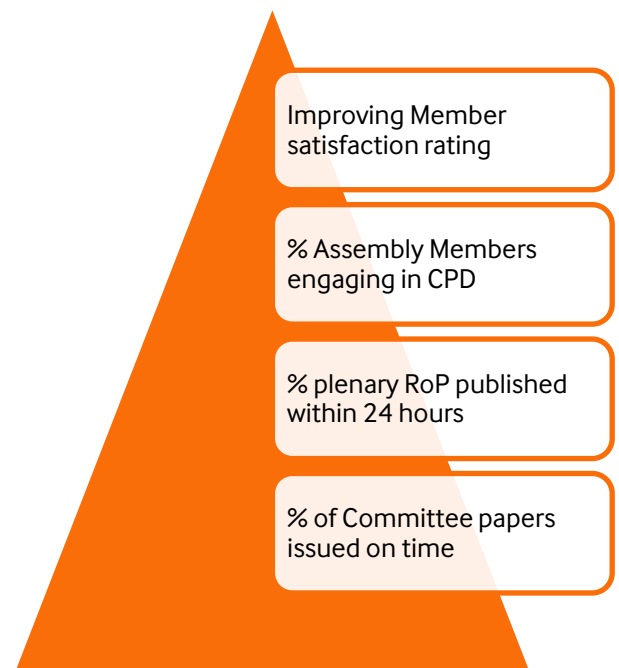 Improving Member
satisfaction rating
% Assembly Members
engaging in CPD
% plenary RoP published
within 24 hours
% of Committee papers
issued on time